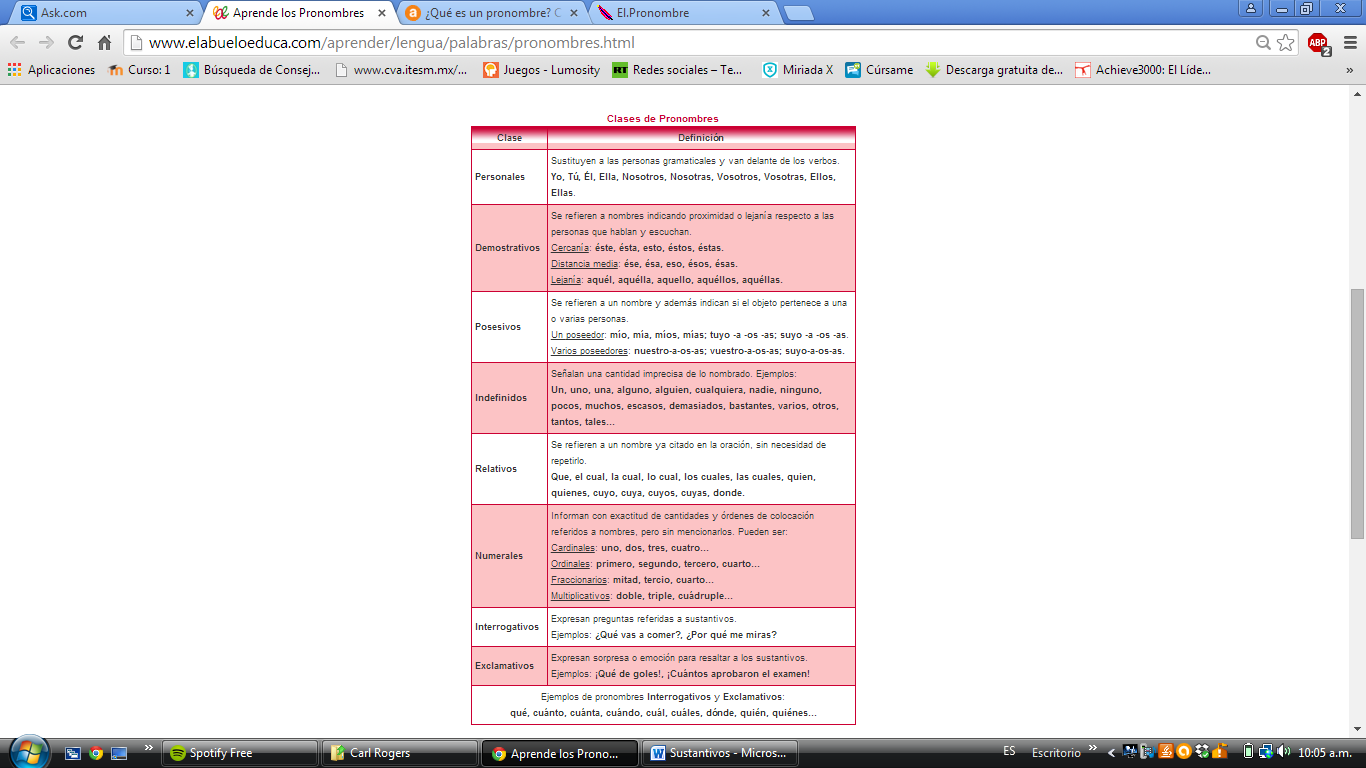 Ask.com
Aprende los Pronombres
¿Qué es un pronombre? C
El.Pronombre
www.elabueloeduca.com/aprender/lengua/palabras/pronombres.html
ABP
2
Aplicaciones
Curso: 1
Búsqueda de Consej...
www.cva.itesm.mx/...
Juegos - Lumosity
RT
Redes sociales – Te...
Miriada X
Cúrsame
Descarga gratuita de...
Achieve3000: El Líde...
»
Clases de Pronombres
Clase
Definición
Personales
Sustituyen a las personas gramaticales y van delante de los verbos.
Yo, Tú, Él, Ella, Nosotros, Nosotras, Vosotros, Vosotras, Ellos,
Ellas.
Demostrativos
Se refieren a nombres indicando proximidad o lejanía respecto a las
personas que hablan y escuchan.
Cercanía: éste, ésta, esto, éstos, éstas.
Distancia media: ése, ésa, eso, ésos, ésas.
Lejanía: aquél, aquélla, aquello, aquéllos, aquéllas.
Posesivos
Se refieren a un nombre y además indican si el objeto pertenece a una
o varias personas.
Un poseedor: mío, mía, míos, mías; tuyo -a -os -as; suyo -a -os -as.
Varios poseedores: nuestro-a-os-as; vuestro-a-os-as; suyo-a-os-as.
Indefinidos
Señalan una cantidad imprecisa de lo nombrado. Ejemplos:
Un, uno, una, alguno, alguien, cualquiera, nadie, ninguno,
pocos, muchos, escasos, demasiados, bastantes, varios, otros,
tantos, tales...
Relativos
Se refieren a un nombre ya citado en la oración, sin necesidad de
repetirlo.
Que, el cual, la cual, lo cual, los cuales, las cuales, quien,
quienes, cuyo, cuya, cuyos, cuyas, donde.
Numerales
Informan con exactitud de cantidades y órdenes de colocación
referidos a nombres, pero sin mencionarlos. Pueden ser:
Cardinales: uno, dos, tres, cuatro...
Ordinales: primero, segundo, tercero, cuarto...
Fraccionarios: mitad, tercio, cuarto...
Multiplicativos: doble, triple, cuádruple...
Interrogativos
Expresan preguntas referidas a sustantivos.
Ejemplos: ¿Qué vas a comer?, ¿Por qué me miras?
Exclamativos
Expresan sorpresa o emoción para resaltar a los sustantivos.
Ejemplos: ¡Qué de goles!, ¡Cuántos aprobaron el examen!
Ejemplos de pronombres Interrogativos y Exclamativos:
qué, cuánto, cuánta, cuándo, cuál, cuáles, dónde, quién, quiénes...
»
Spotify Free
Carl Rogers
Aprende los Prono...
Sustantivos - Micros...
ES
Escritorio
»
10:05 a.m.